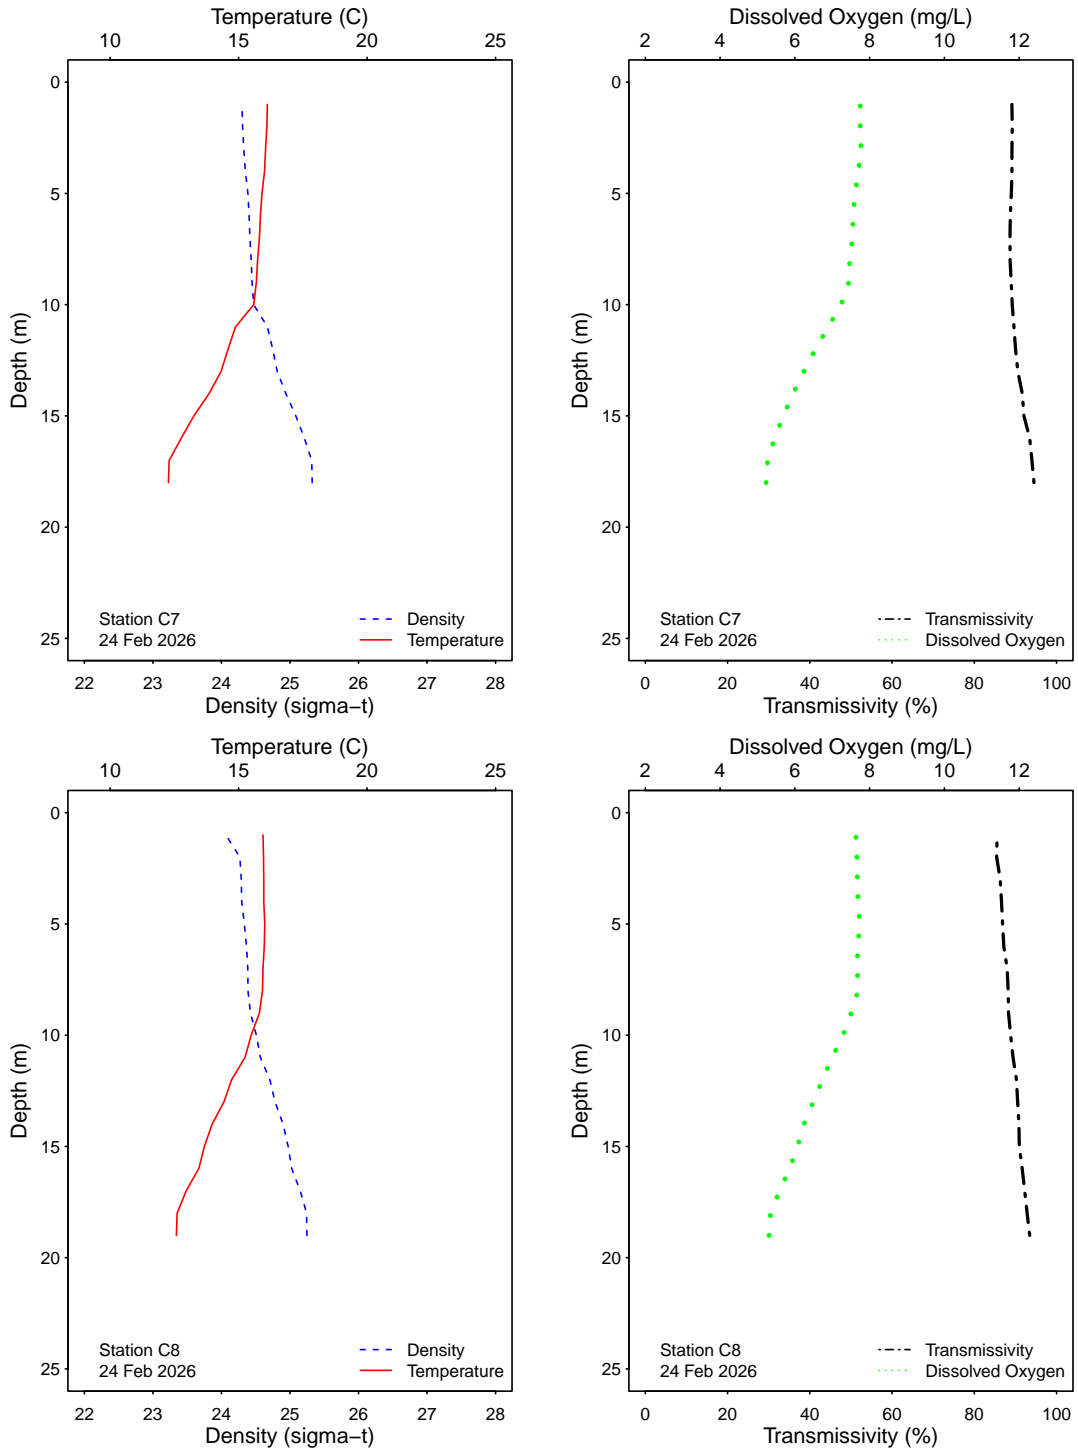 Temperature (C)
10 15 20 25
0
5
10
15
20
25
Depth (m)
Station C7
24 Feb 2026
Density
Temperature
22 23 24 25 26 27 28
Density (sigma−t)
Dissolved Oxygen (mg/L)
2 4 6 8 10 12
0
5
10
15
20
25
Depth (m)
Station C7
24 Feb 2026
Transmissivity
Dissolved Oxygen
0 20 40 60 80 100
Transmissivity (%)
Temperature (C)
10 15 20 25
0
5
10
15
20
25
Depth (m)
Station C8
24 Feb 2026
Density
Temperature
22 23 24 25 26 27 28
Density (sigma−t)
Dissolved Oxygen (mg/L)
2 4 6 8 10 12
0
5
10
15
20
25
Depth (m)
Station C8
24 Feb 2026
Transmissivity
Dissolved Oxygen
0 20 40 60 80 100
Transmissivity (%)